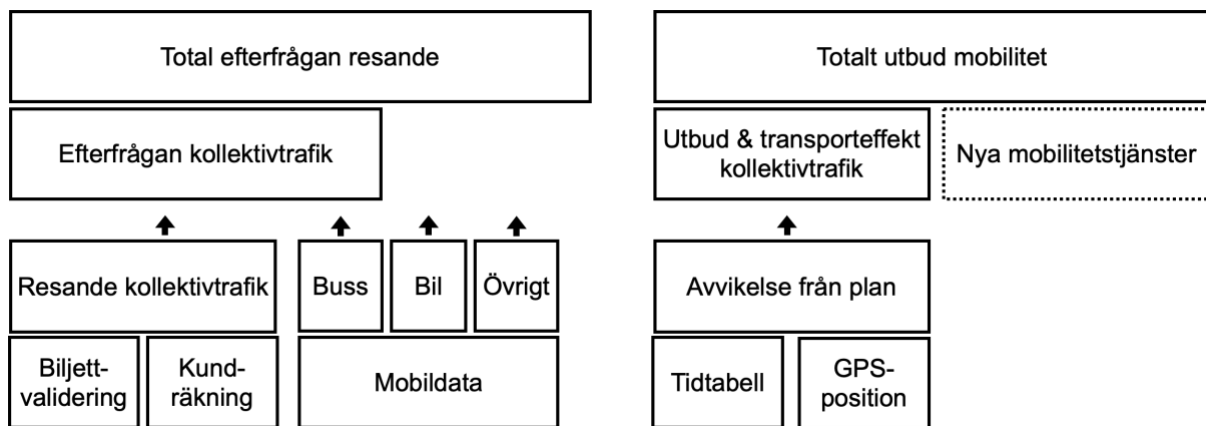 Total efterfrågan resande
Totalt utbud mobilitet
Efterfrågan kollektivtrafik
Utbud & transporteffekt
kollektivtrafik
Nya mobilitetstjänster
Resande kollektivtrafik
Buss
Bil
Övrigt
Avvikelse från plan
Biljett-
validering
Kund-
räkning
Mobildata
Tidtabell
GPS-
position